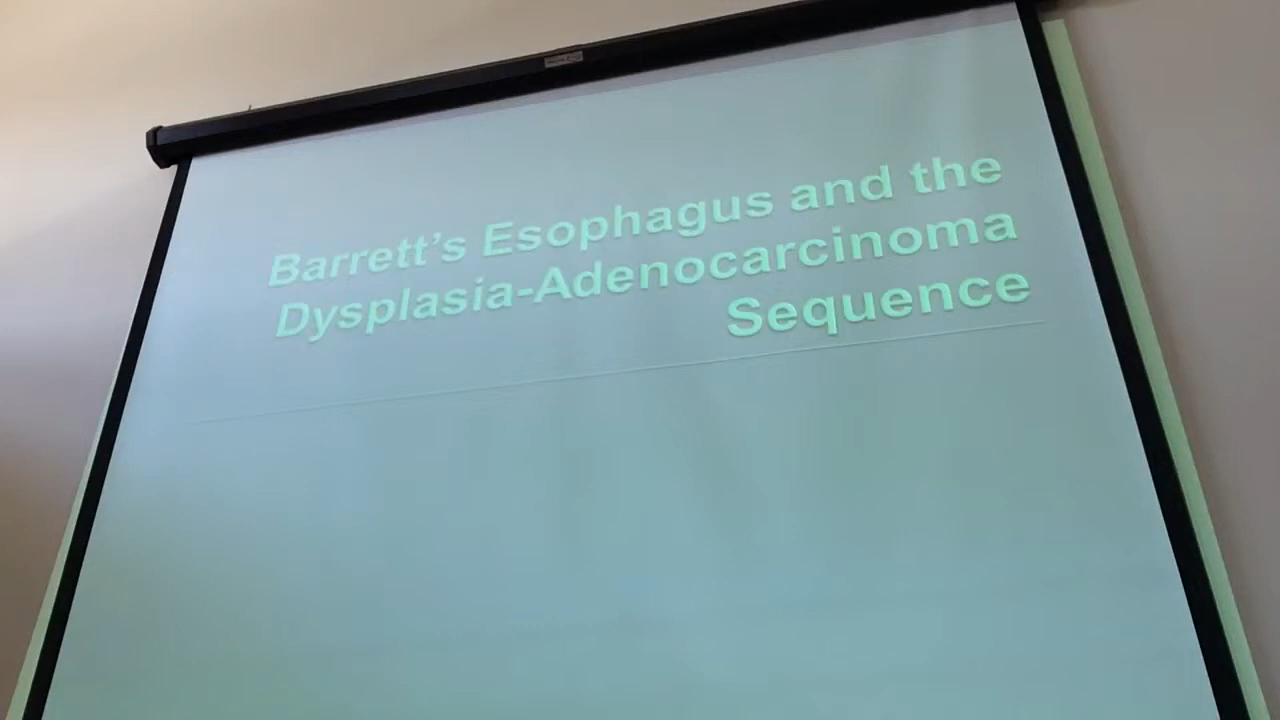 Barrett’s Esophagus and the
Dysplasia-Adenocarcinoma
Sequence